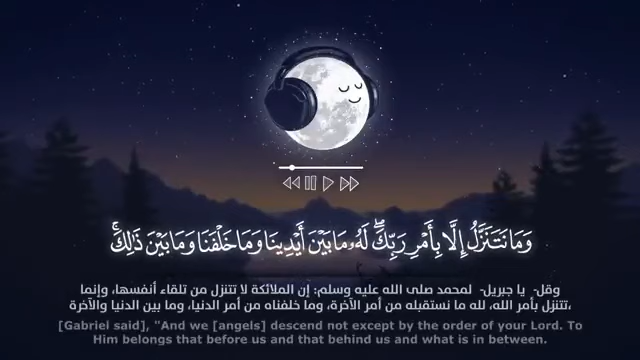 وَمَا نَتَنَزَّلُ إِلَّا بِأَمْرِ رَبِّكَ ۖ لَهُ مَا بَيْنَ أَيْدِينَا وَمَا خَلْفَنَا وَمَا بَيْنَ ذَٰلِكَ ۚ
وقل- يا جبريل- لمحمد صلى الله عليه وسلم: إن الملائكة لا تتنزل من تلقاء أنفسها، وإنما
تتنزل بأمر الله، لله ما نستقبله من أمر الآخرة، وما خلفناه من أمر الدنيا، وما بين الدنيا والآخرة،
[Gabriel said], "And we [angels] descend not except by the order of your Lord. To
Him belongs that before us and that behind us and what is in between.